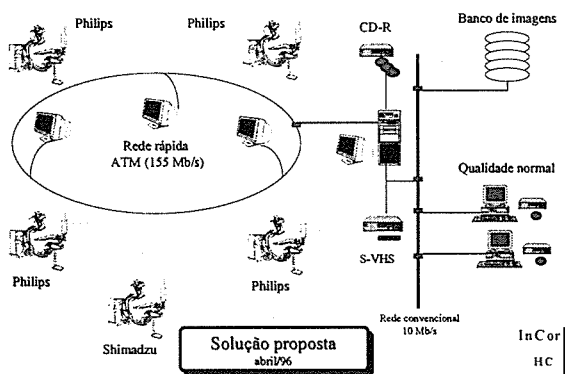 Philips
Philips
CD-R
Banco de imagens
Rede rápida
ATM (155 Mb/s)
Qualidade normal
S-VHS
Philips
Philips
Shimadzu
Rede convencional
10 Mb/s
Solução proposta
abril/96
InCor
HC